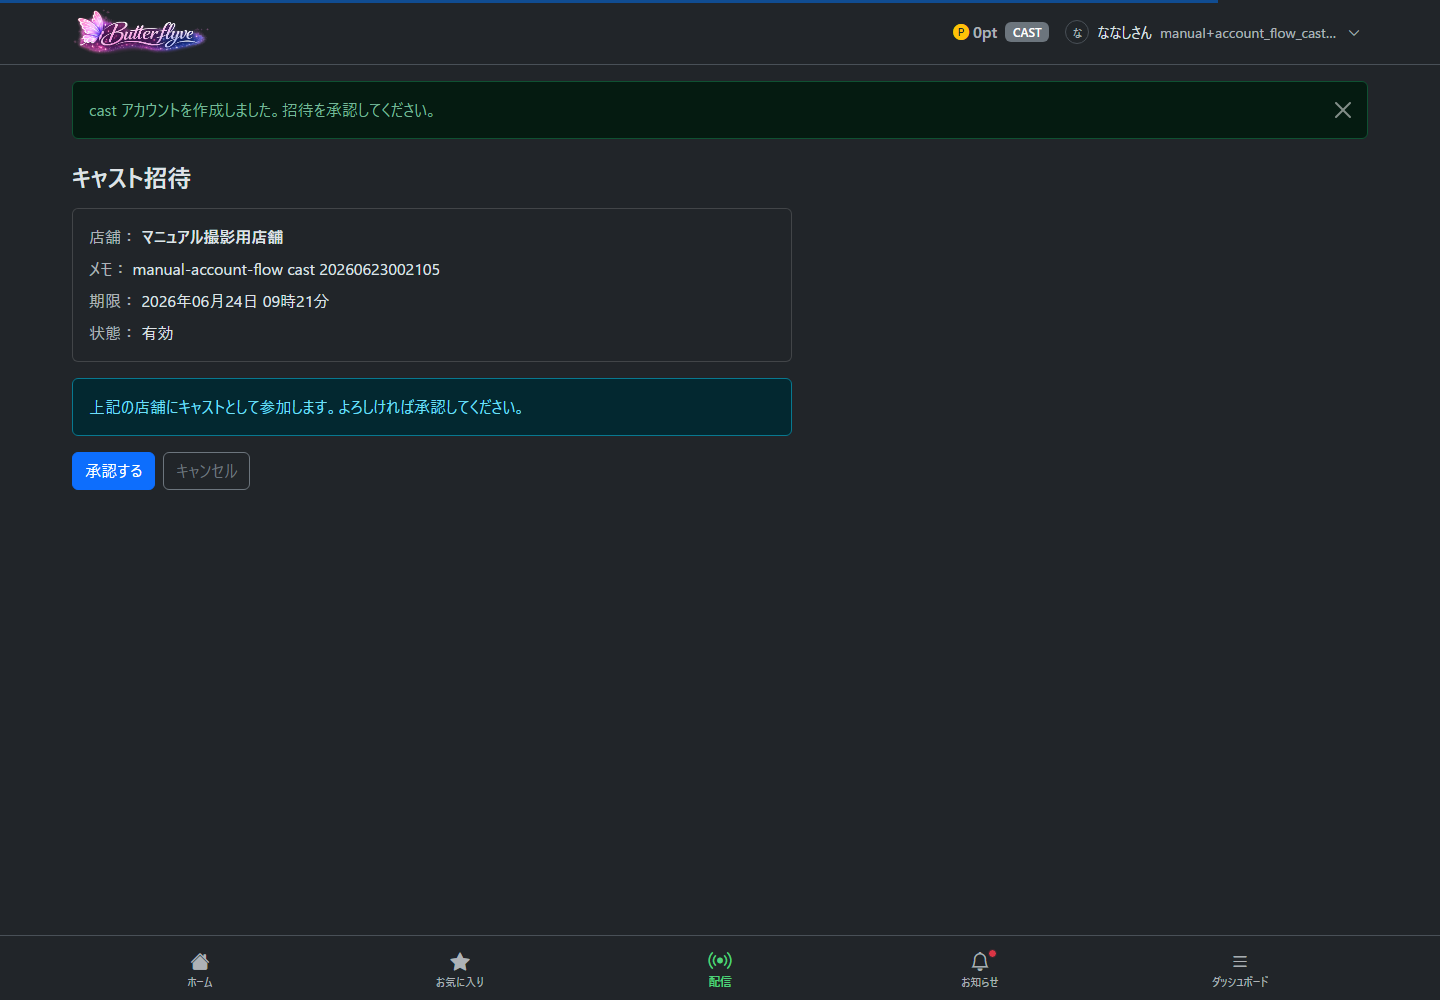 Butterflyve
P 0pt CAST な ななしさん manual+account_flow_cast...
cast アカウントを作成しました。招待を承認してください。
キャスト招待
店舗： マニュアル撮影用店舗
メモ： manual-account-flow cast 20260623002105
期限： 2026年06月24日 09時21分
状態： 有効
上記の店舗にキャストとして参加します。よろしければ承認してください。
承認する キャンセル
ホーム お気に入り 配信 お知らせ ダッシュボード